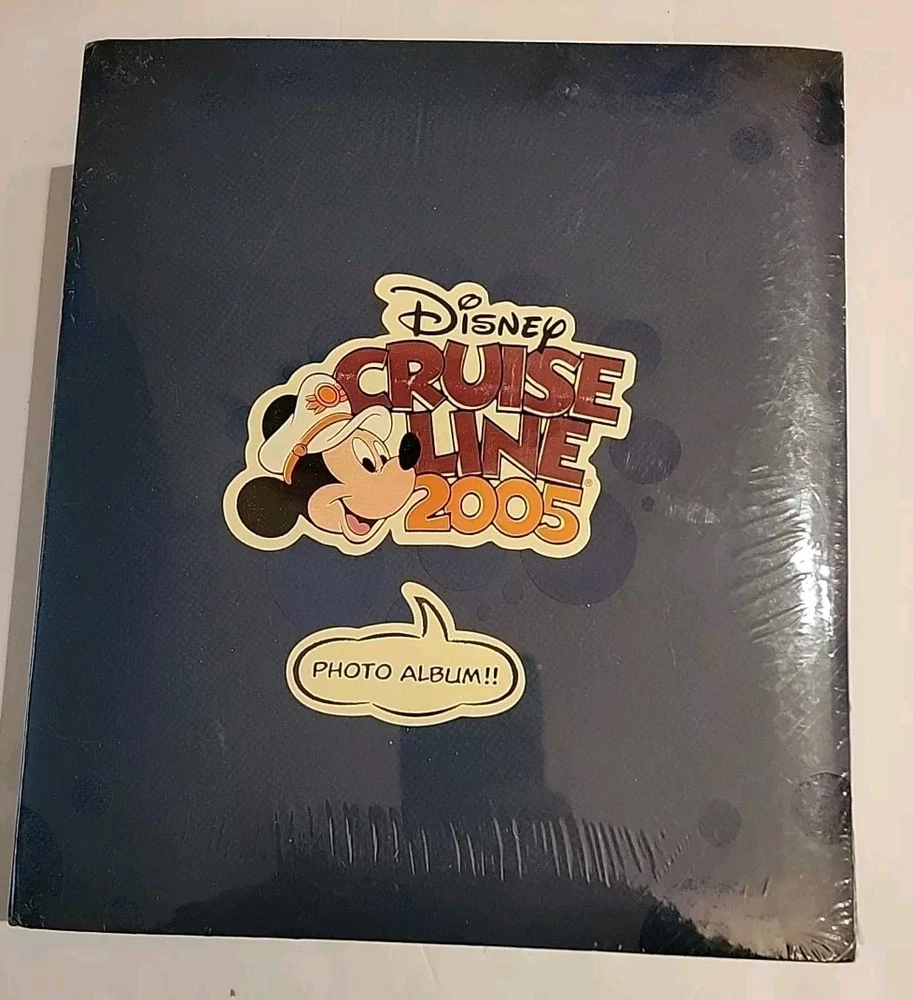 Disney
CRUISE
LINE®
2005
PHOTO ALBUM!!